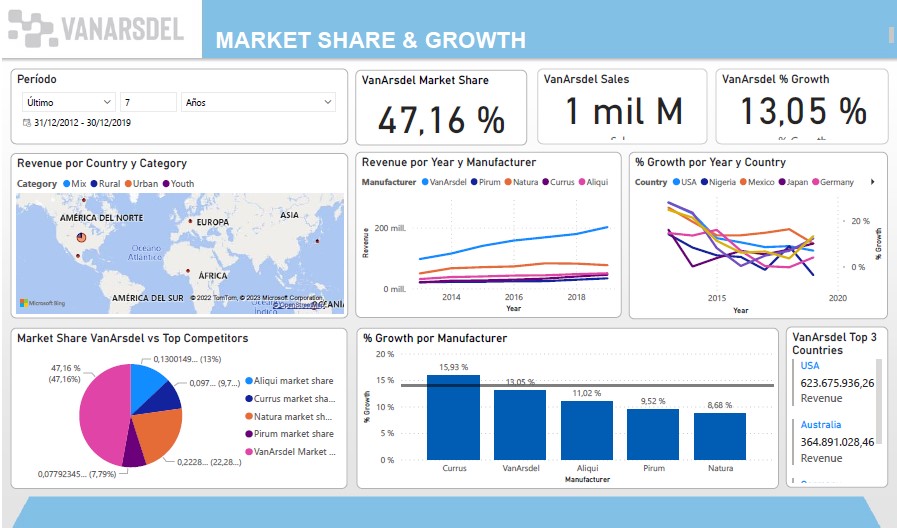 VANARSDEL
MARKET SHARE & GROWTH
Período
Último
7
Años
31/12/2012 - 30/12/2019
VanArsdel Market Share
47,16 %
VanArsdel Sales
1 mil M
VanArsdel % Growth
13,05 %
% Growth
Revenue por Country y Category
Category Mix Rural Urban Youth
AMÉRICA DEL NORTE
EUROPA
ASIA
Océano
Atlántico
ÁFRICA
AMÉRICA DEL SUR
Océano
Índico
OCEANÍA
Microsoft Bing
© 2022 TomTom, © 2023 Microsoft Corporation,
© OpenStreetMap
Revenue por Year y Manufacturer
Manufacturer VanArsdel Pirum Natura Currus Aliqui
Revenue
200 mill.
0 mill.
2014 2016 2018
Year
% Growth por Year y Country
Country USA Nigeria Mexico Japan Germany
20 %
0 %
% Growth
2015 2020
Year
Market Share VanArsdel vs Top Competitors
47,16 %
(47,16%)
0,1300149... (13%)
0,097... (9,7...)
0,2228... (22,28...)
0,07792345... (7,79%)
Aliqui market share
Currus market sha...
Natura market sh...
Pirum market share
VanArsdel Market ...
% Growth por Manufacturer
% Growth
20 %
15 %
10 %
5 %
0 %
15,93 %
13,05 %
11,02 %
9,52 %
8,68 %
Currus VanArsdel Aliqui Pirum Natura
Manufacturer
VanArsdel Top 3
Countries
USA
623.675.936,26
Revenue
Australia
364.891.028,46
Revenue